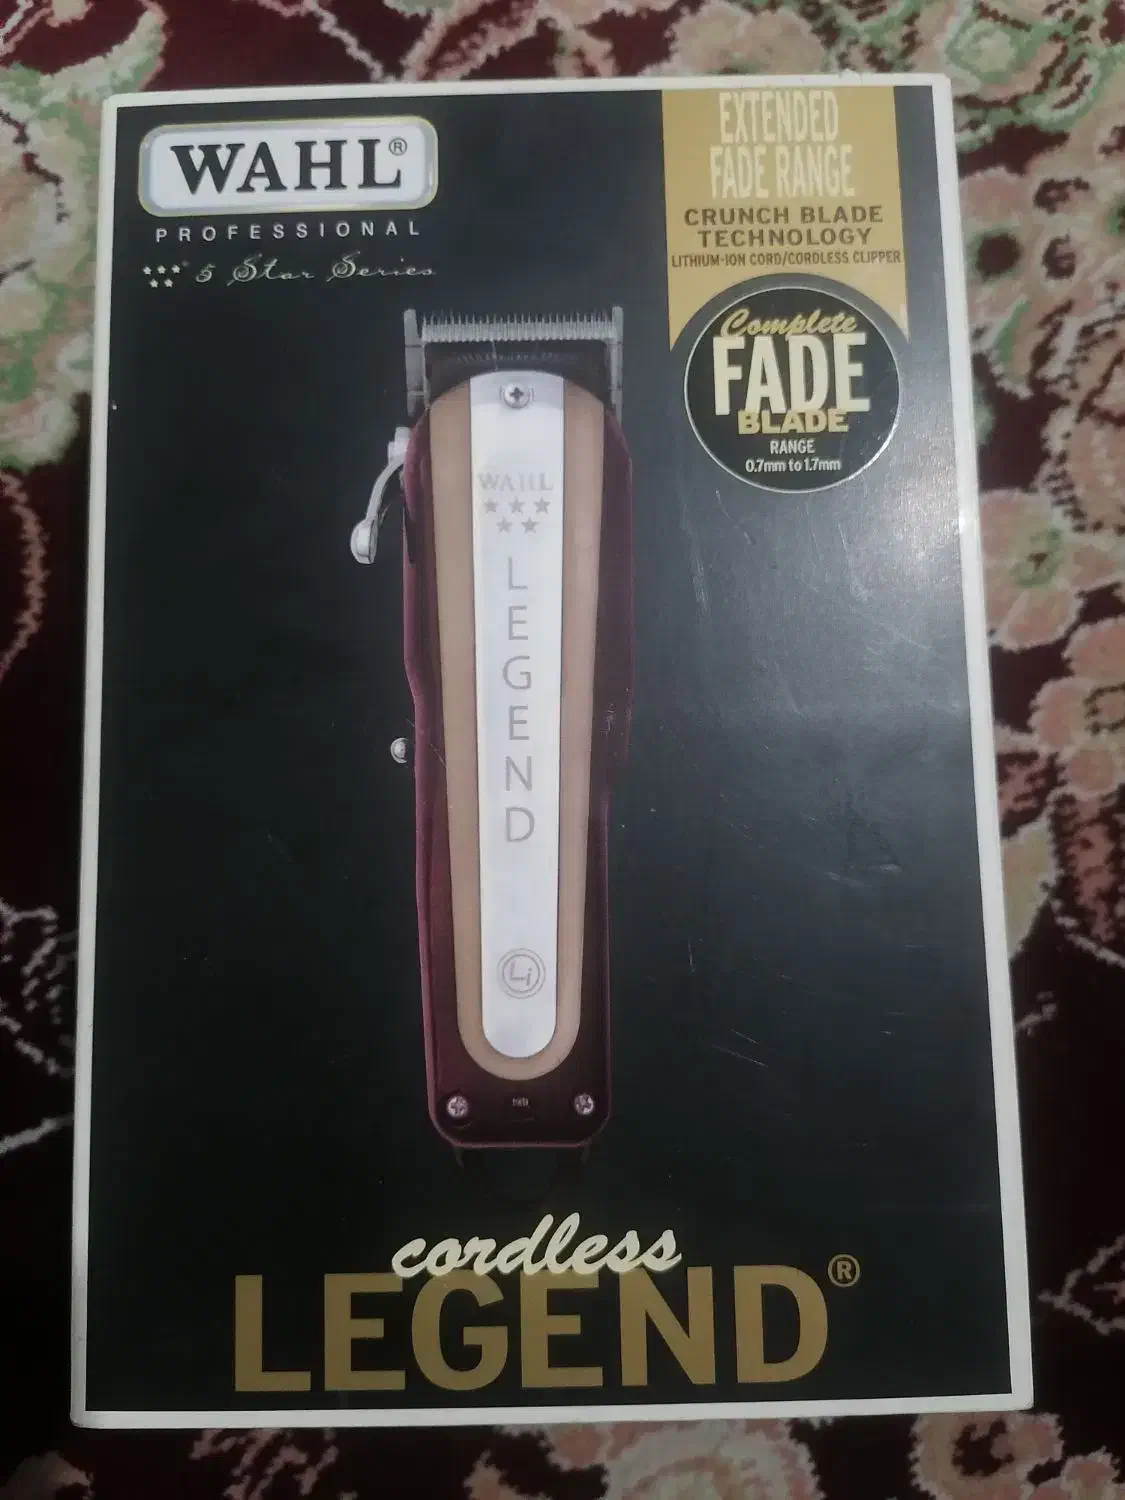 WAHL®
PROFESSIONAL
5 Star Series
EXTENDED
FADE RANGE
CRUNCH BLADE
TECHNOLOGY
LITHIUM-ION CORD/CORDLESS CLIPPER
Complete
FADE
BLADE
RANGE
0.7mm to 1.7mm
WAHL
LEGEND
Li
cordless
LEGEND®